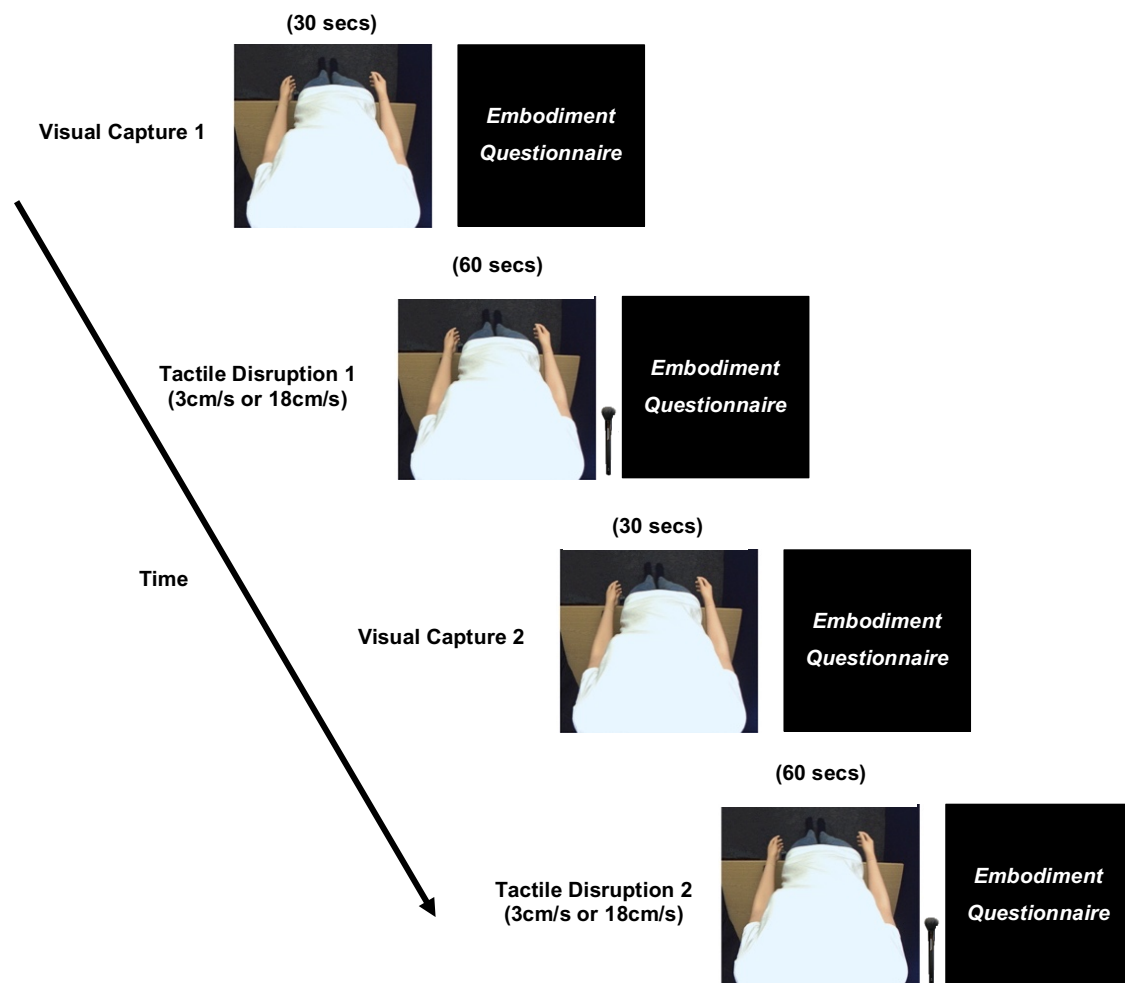 (30 secs)
Visual Capture 1
Embodiment
Questionnaire
(60 secs)
Tactile Disruption 1
(3cm/s or 18cm/s)
Embodiment
Questionnaire
(30 secs)
Time
Visual Capture 2
Embodiment
Questionnaire
(60 secs)
Tactile Disruption 2
(3cm/s or 18cm/s)
Embodiment
Questionnaire